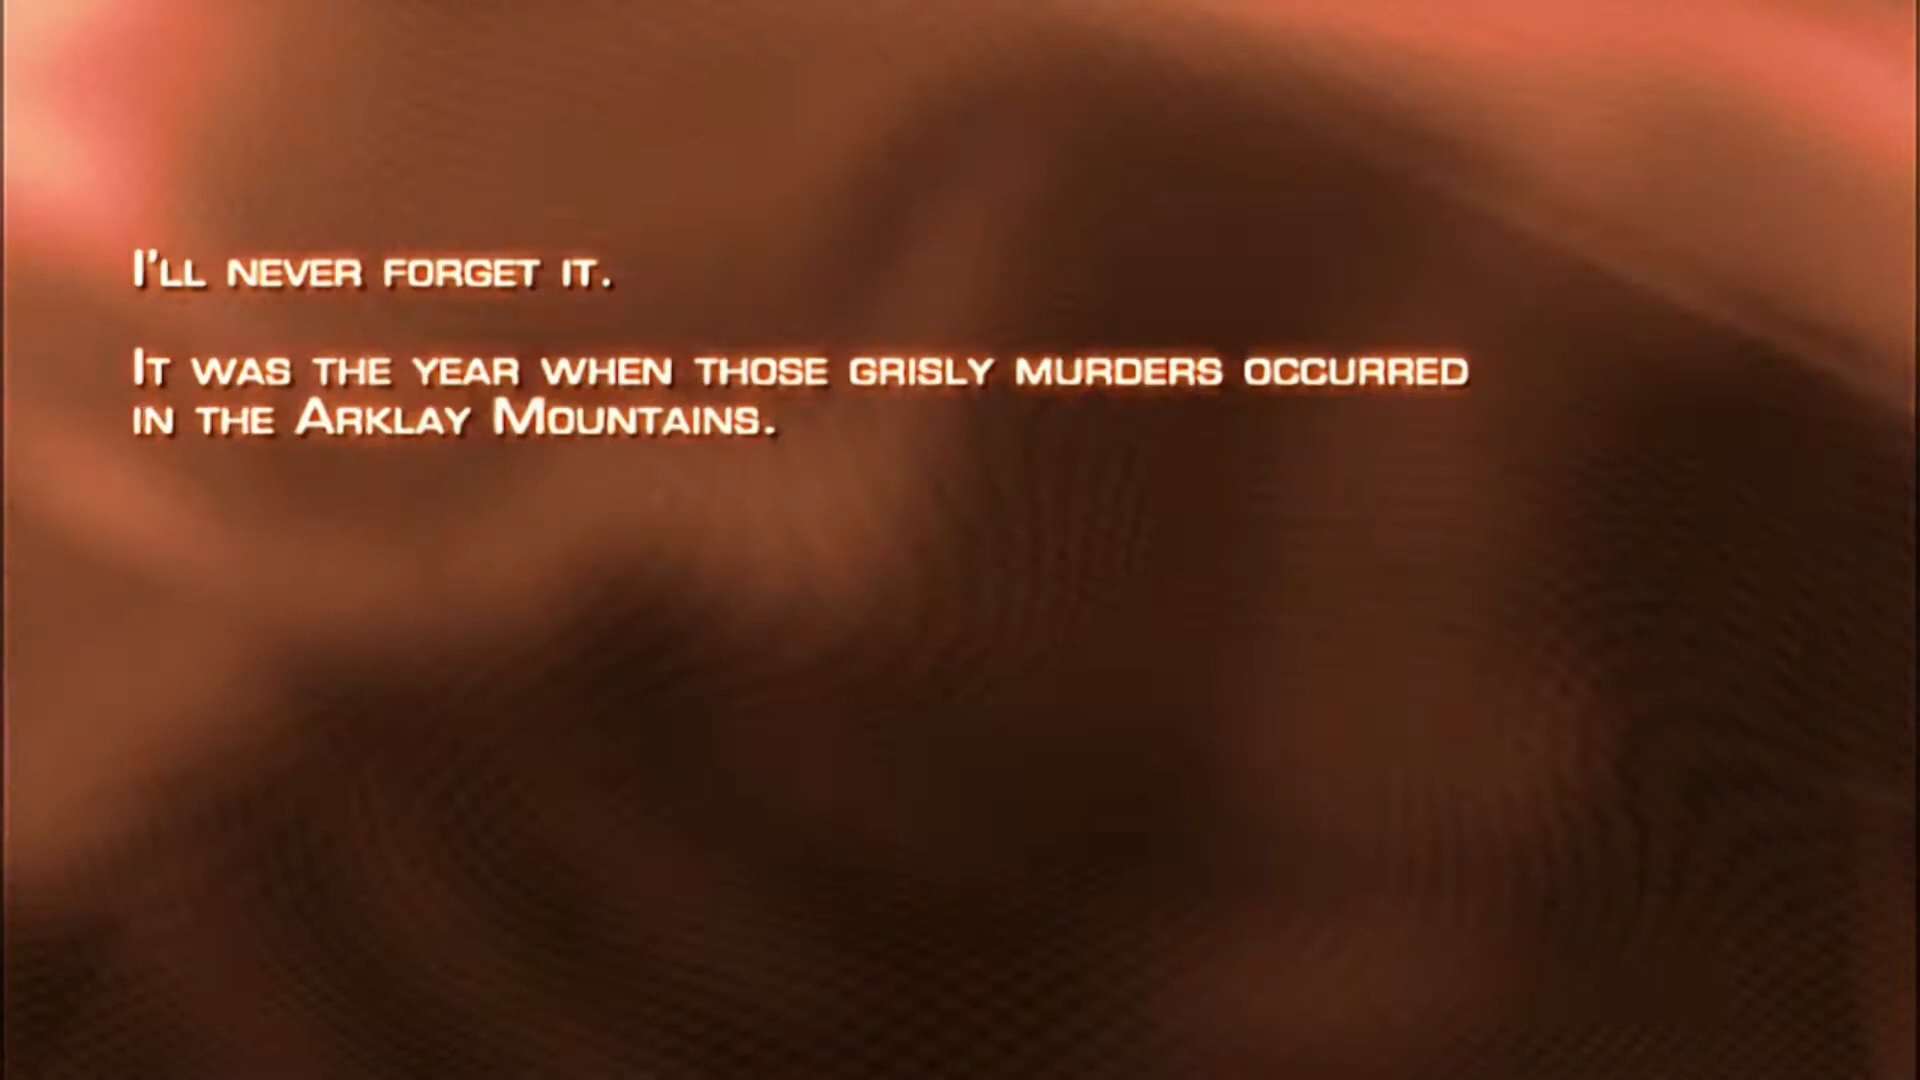 I'll never forget it.
It was the year when those grisly murders occurred
in the Arklay Mountains.